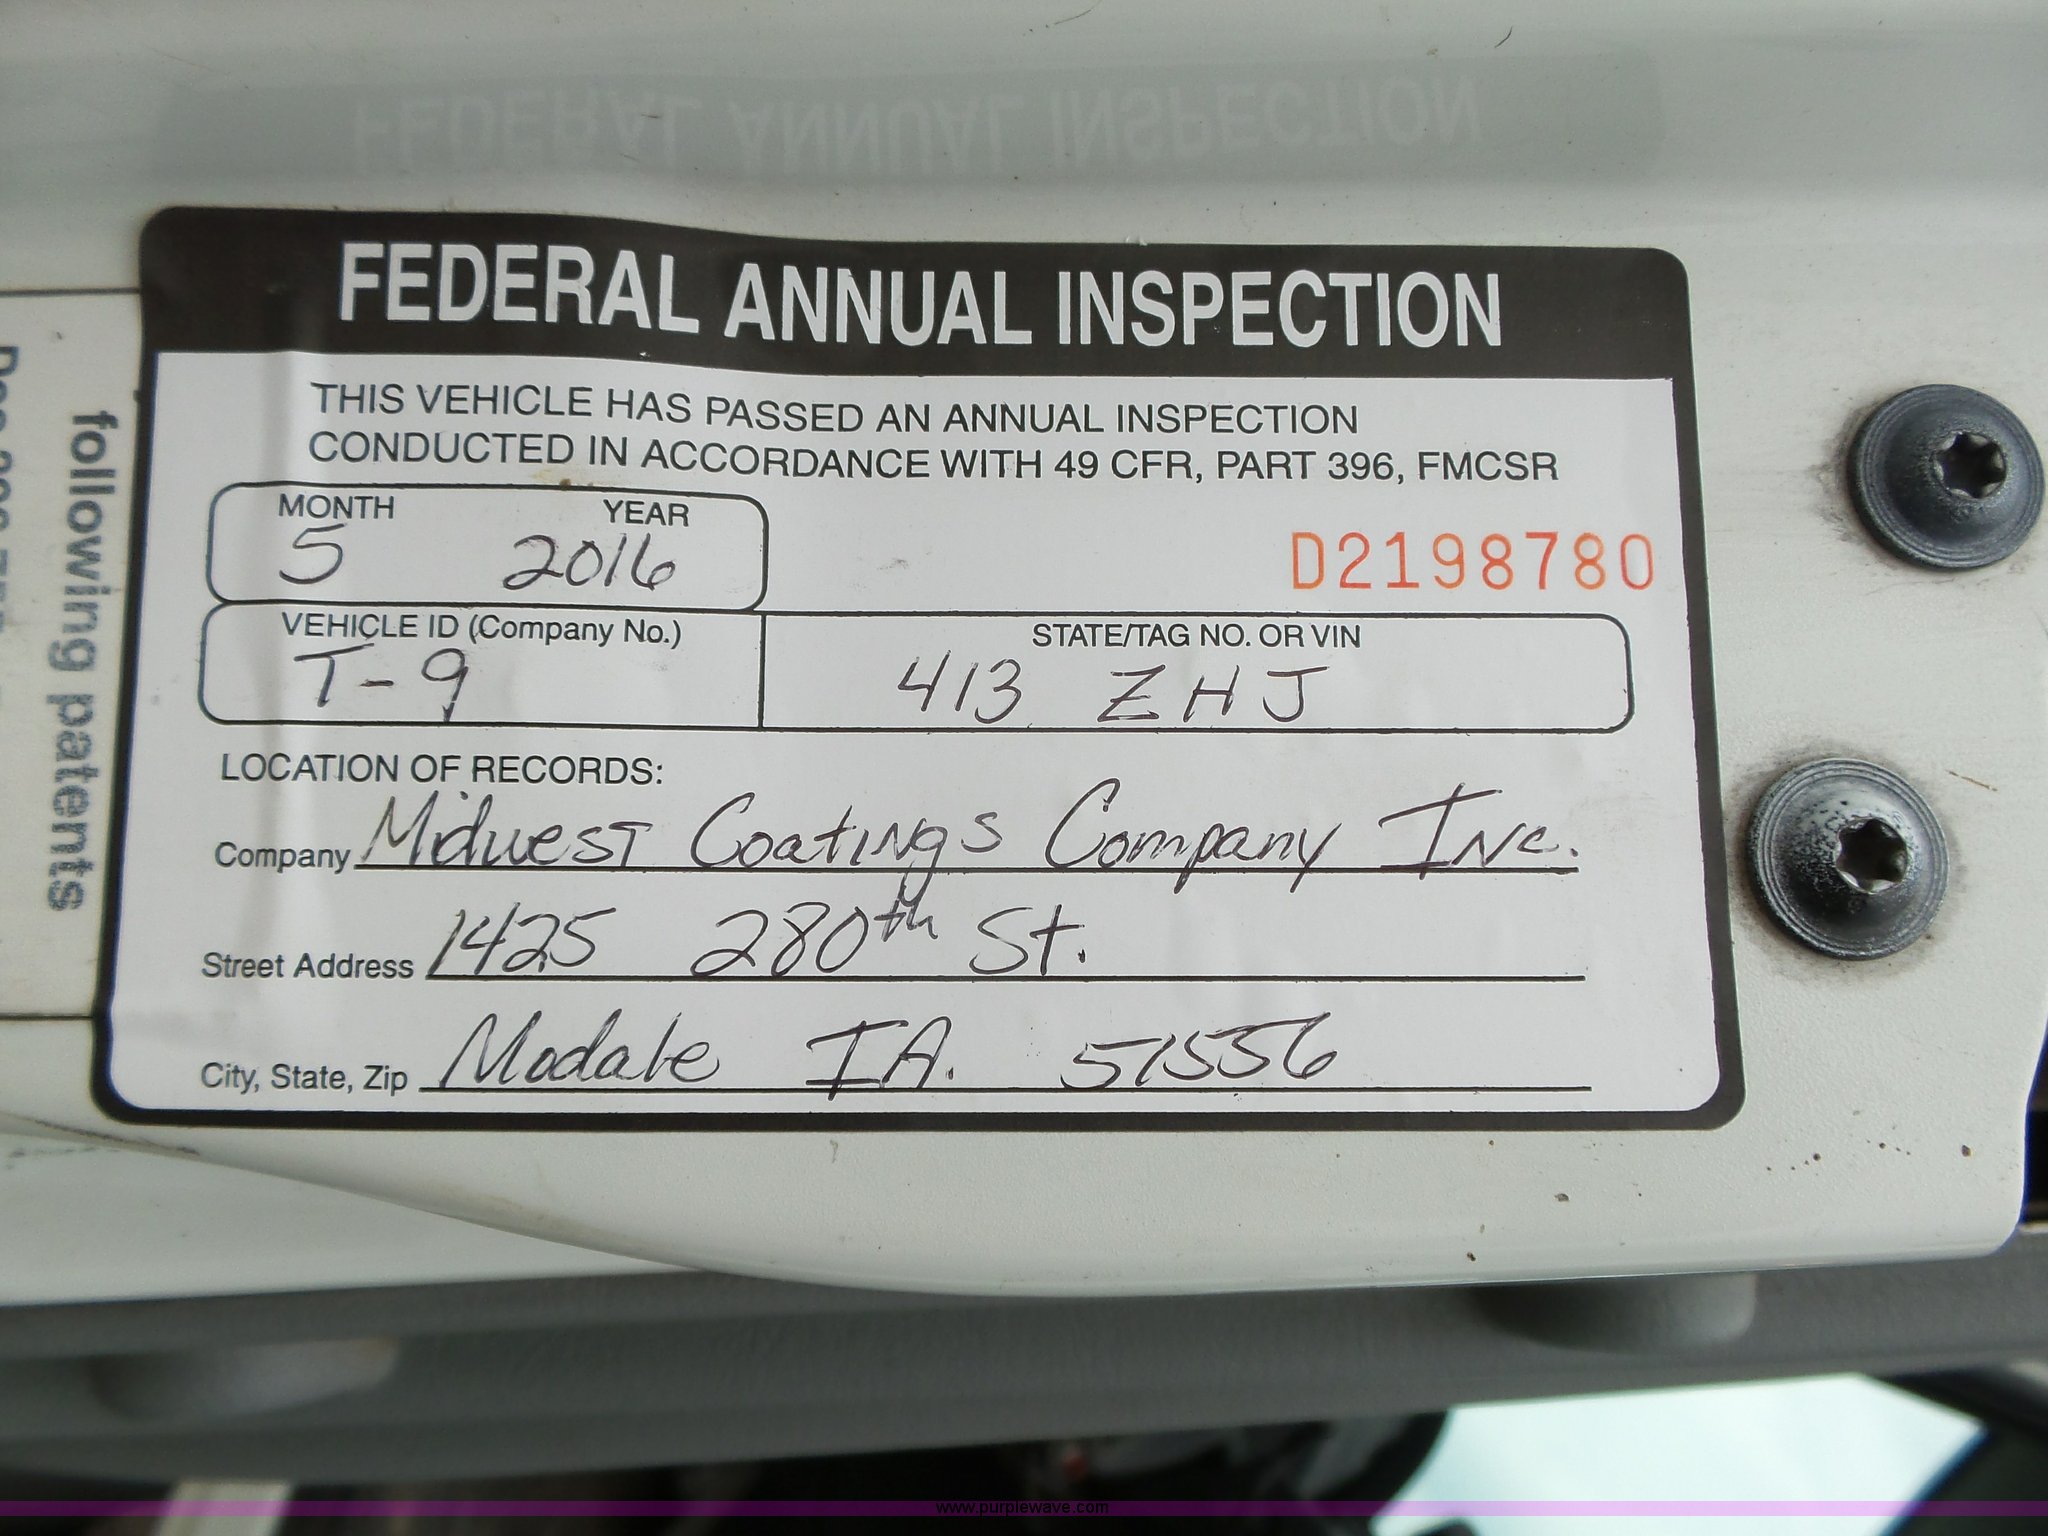 FEDERAL ANNUAL INSPECTION
FEDERAL ANNUAL INSPECTION
THIS VEHICLE HAS PASSED AN ANNUAL INSPECTION
CONDUCTED IN ACCORDANCE WITH 49 CFR, PART 396, FMCSR
MONTH YEAR
5 2016
D2198780
VEHICLE ID (Company No.) STATE/TAG NO. OR VIN
T-9 413 ZHJ
LOCATION OF RECORDS:
Company Midwest Coatings Company Inc.
Street Address 1425 280th St.
City, State, Zip Modale IA. 51556
following patents
www.purplewave.com